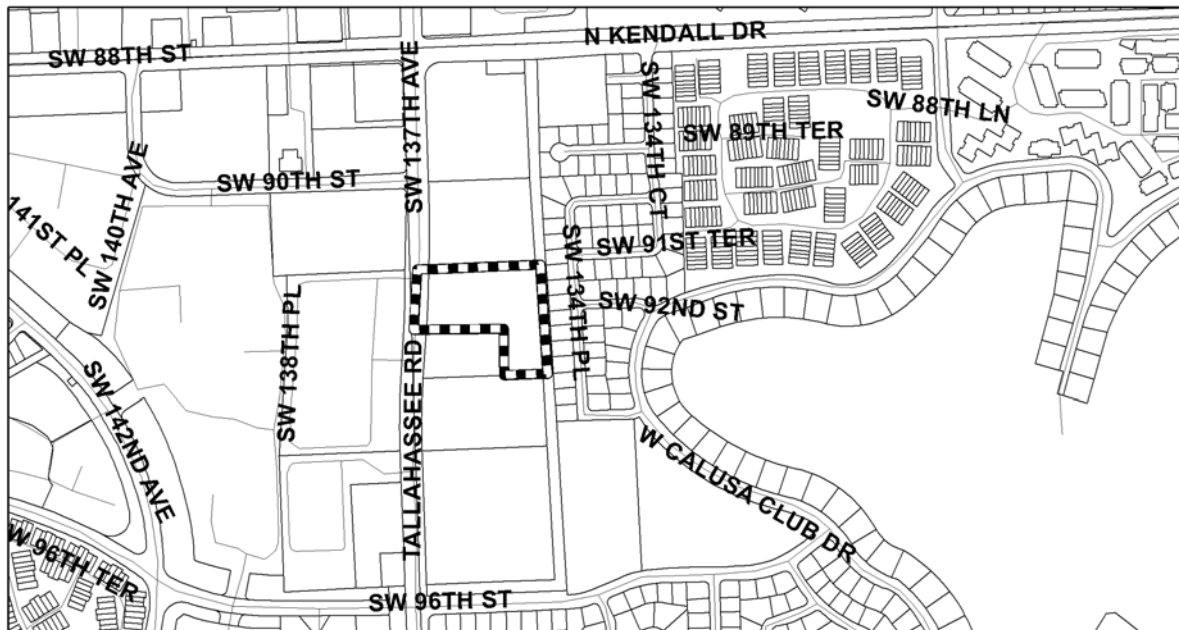 SW 88TH ST
N KENDALL DR
SW 137TH AVE
SW 134TH CT
SW 88TH LN
SW 89TH TER
SW 140TH AVE
SW 90TH ST
141ST PL
SW 91ST TER
SW 134TH PL
SW 92ND ST
SW 138TH PL
TALLAHASSEE RD
SW 142ND AVE
W CALUSA CLUB DR
W 96TH TER
SW 96TH ST